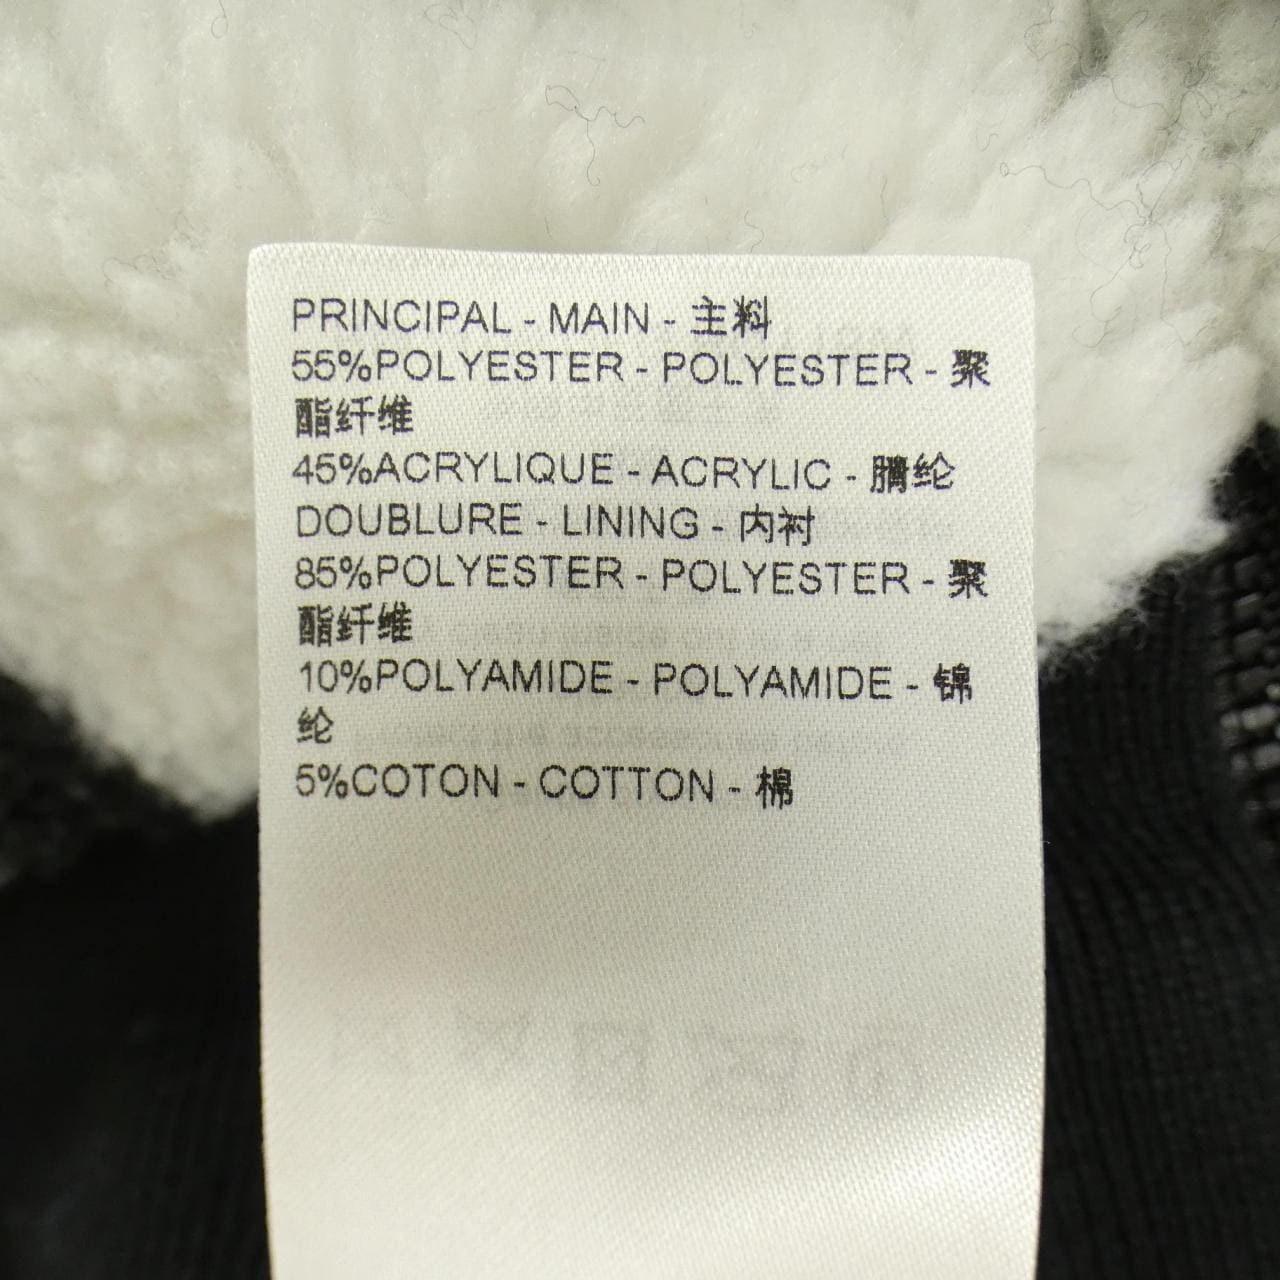 PRINCIPAL - MAIN - 主料
55%POLYESTER - POLYESTER - 聚
酯纤维
45%ACRYLIQUE - ACRYLIC - 腈纶
DOUBLURE - LINING - 内衬
85%POLYESTER - POLYESTER - 聚
酯纤维
10%POLYAMIDE - POLYAMIDE - 锦
纶
5%COTON - COTTON - 棉